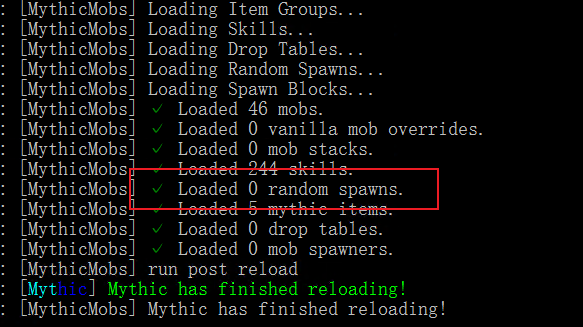 : [MythicMobs] Loading Item Groups...
: [MythicMobs] Loading Skills...
: [MythicMobs] Loading Drop Tables...
: [MythicMobs] Loading Random Spawns...
: [MythicMobs] Loading Spawn Blocks...
: [MythicMobs] ✓ Loaded 46 mobs.
: [MythicMobs] ✓ Loaded 0 vanilla mob overrides.
: [MythicMobs] ✓ Loaded 0 mob stacks.
: [MythicMobs] ✓ Loaded 244 skills.
: [MythicMobs] ✓ Loaded 0 random spawns.
: [MythicMobs] ✓ Loaded 5 mythic items.
: [MythicMobs] ✓ Loaded 0 drop tables.
: [MythicMobs] ✓ Loaded 0 mob spawners.
: [MythicMobs] run post reload
: [Mythic] Mythic has finished reloading!
: [MythicMobs] Mythic has finished reloading!